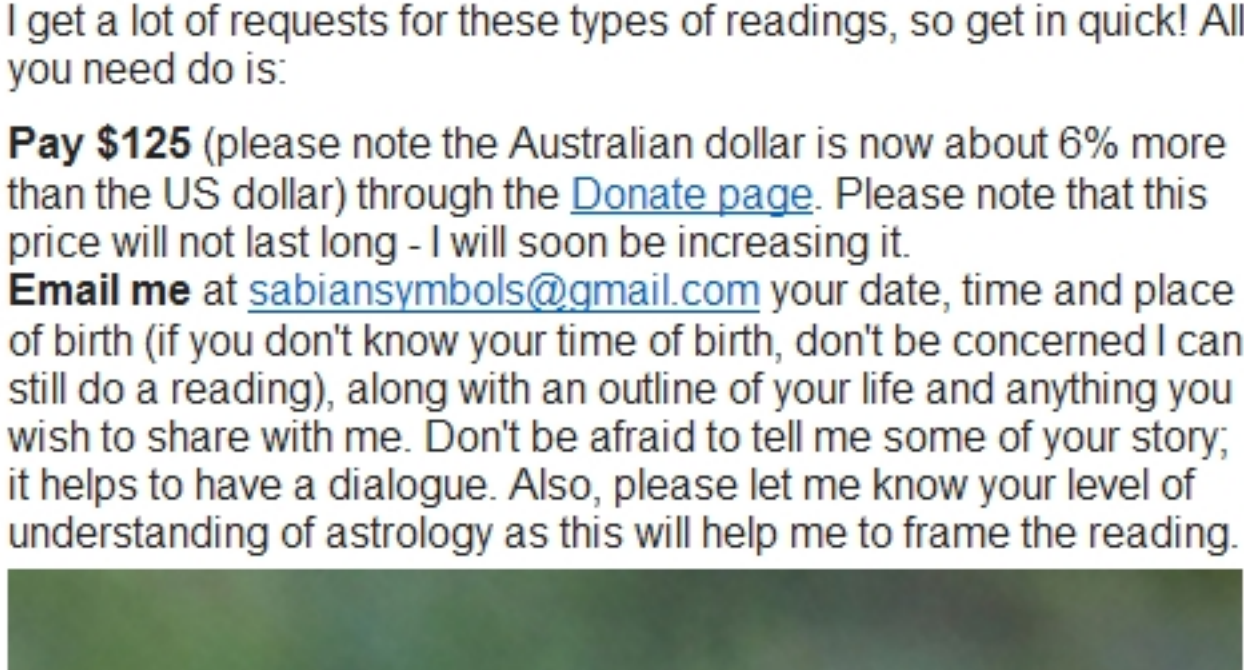 I get a lot of requests for these types of readings, so get in quick! All
you need do is:
Pay $125 (please note the Australian dollar is now about 6% more
than the US dollar) through the Donate page. Please note that this
price will not last long - I will soon be increasing it.
Email me at sabiansymbols@gmail.com your date, time and place
of birth (if you don't know your time of birth, don't be concerned I can
still do a reading), along with an outline of your life and anything you
wish to share with me. Don't be afraid to tell me some of your story;
it helps to have a dialogue. Also, please let me know your level of
understanding of astrology as this will help me to frame the reading.